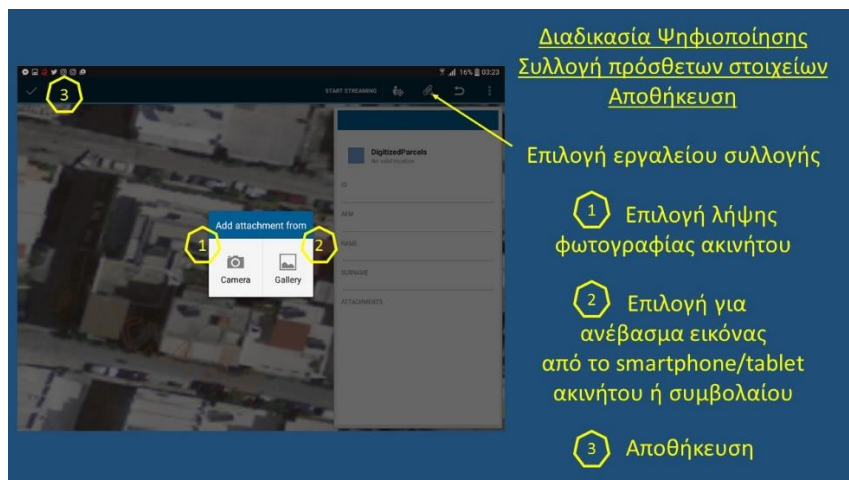 Διαδικασία Ψηφιοποίησης
Συλλογή πρόσθετων στοιχείων
Αποθήκευση
16% 03:23
3
START STREAMING
Επιλογή εργαλείου συλλογής
DigitizedParcels
No valid location
ID
AFM
NAME
SURNAME
ATTACHMENTS
Add attachment from
1
2
Camera
Gallery
1 Επιλογή λήψης
φωτογραφίας ακινήτου
2 Επιλογή για
ανέβασμα εικόνας
από το smartphone/tablet
ακινήτου ή συμβολαίου
3 Αποθήκευση